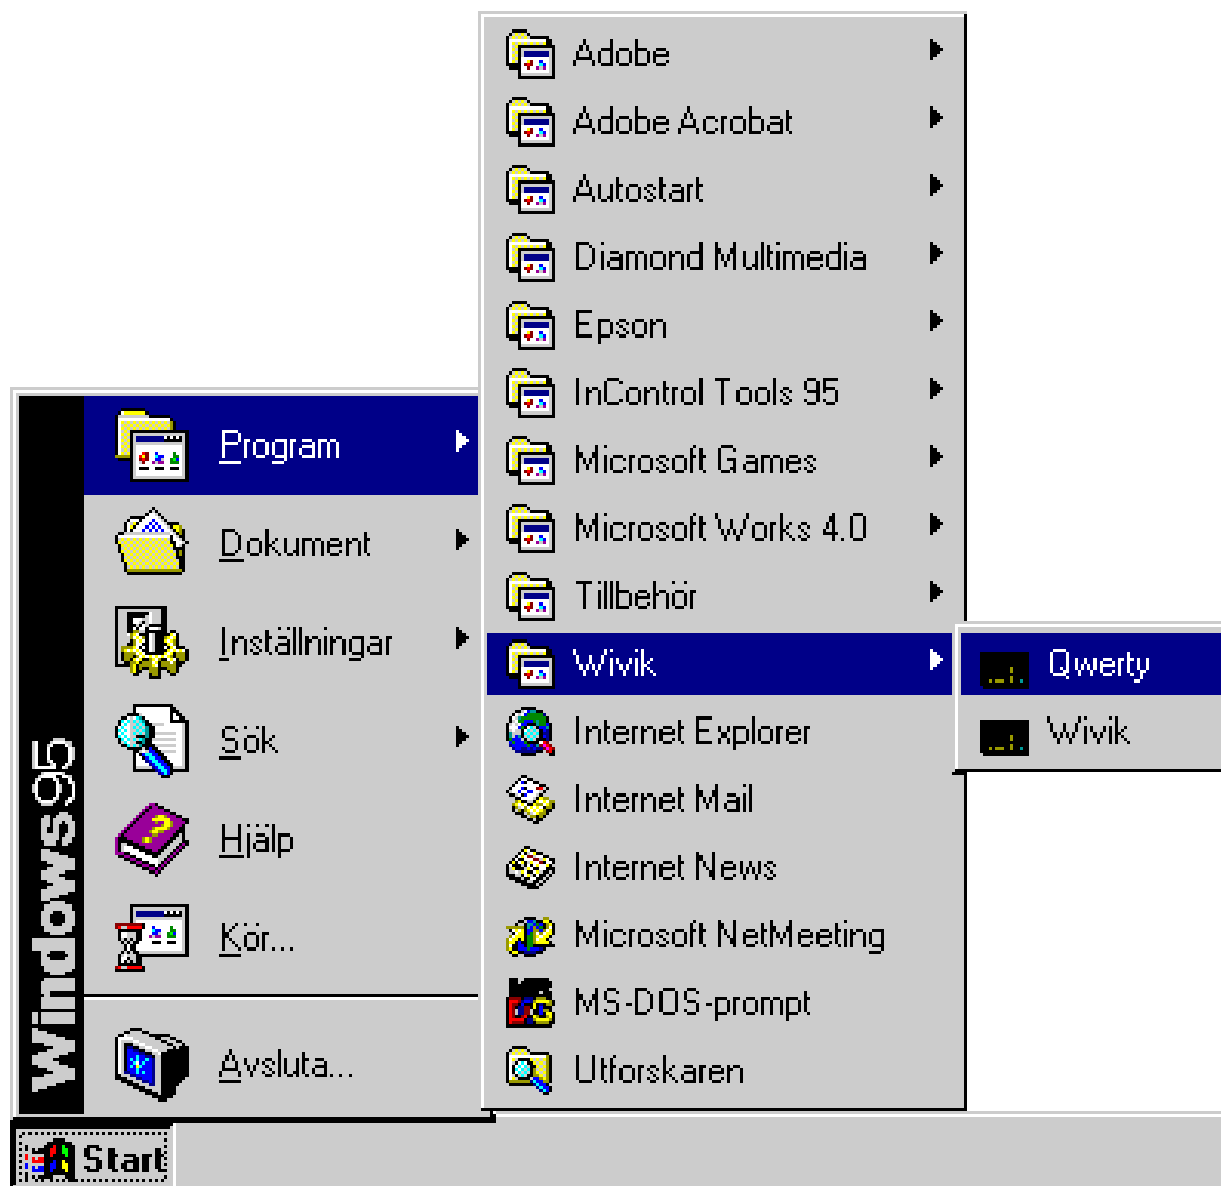 Adobe
Adobe Acrobat
Autostart
Diamond Multimedia
Epson
InControl Tools 95
Microsoft Games
Microsoft Works 4.0
Tillbehör
Wivik
Internet Explorer
Internet Mail
Internet News
Microsoft NetMeeting
MS-DOS-prompt
Utforskaren
Qwerty
Wivik
Program
Dokument
Inställningar
Sök
Hjälp
Kör...
Avsluta...
Windows95
Start